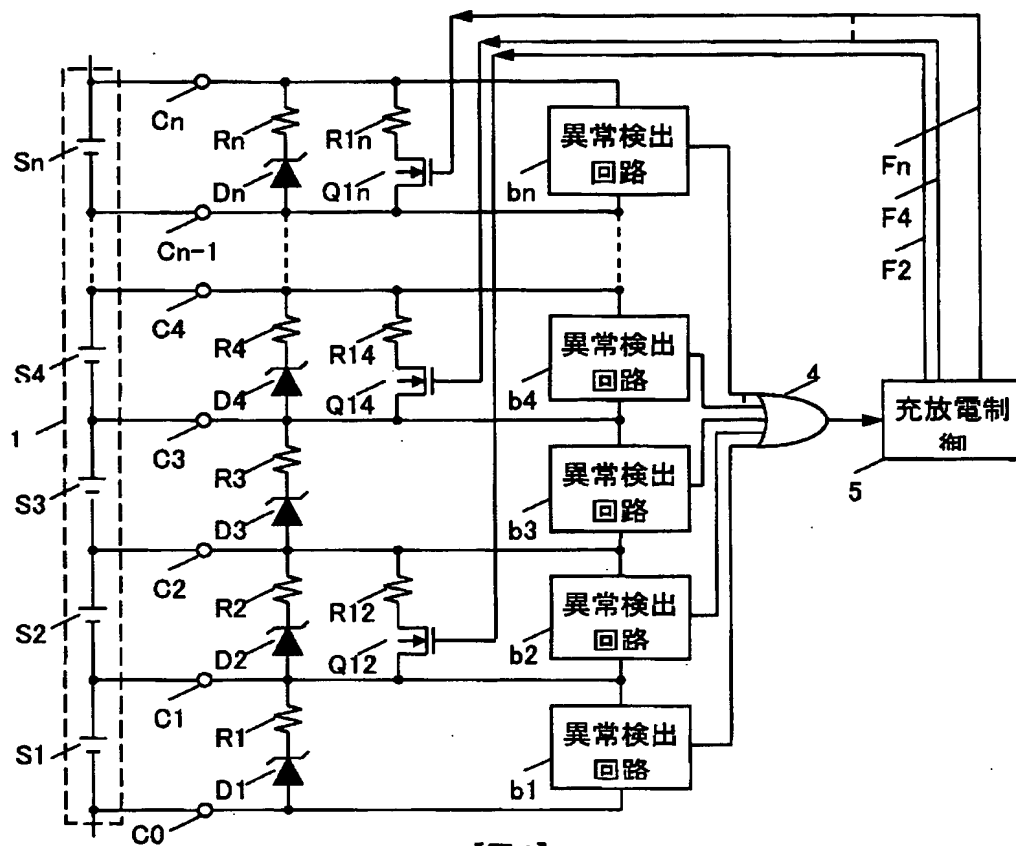 Cn
Rn
R1n
異常検出
回路
Sn
Dn
Q1n
bn
Fn
Cn-1
F4
F2
C4
R4
R14
異常検出
回路
4
S4
D4
Q14
b4
充放電制
御
1
C3
R3
異常検出
回路
5
S3
D3
b3
C2
R2
R12
異常検出
回路
S2
D2
Q12
b2
C1
R1
異常検出
回路
S1
D1
b1
C0